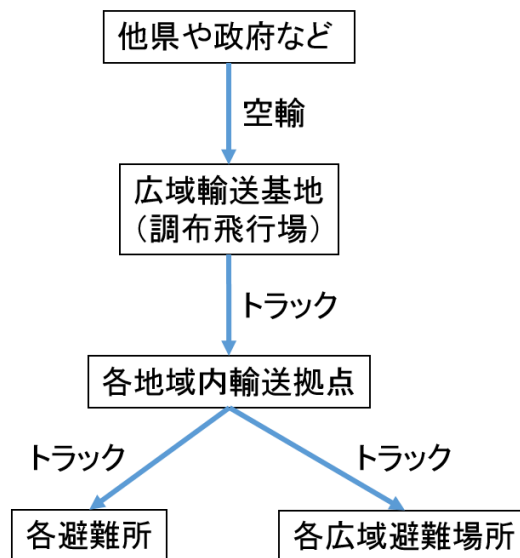 他県や政府など
空輸
広域輸送基地
（調布飛行場）
トラック
各地域内輸送拠点
トラック
トラック
各避難所
各広域避難場所